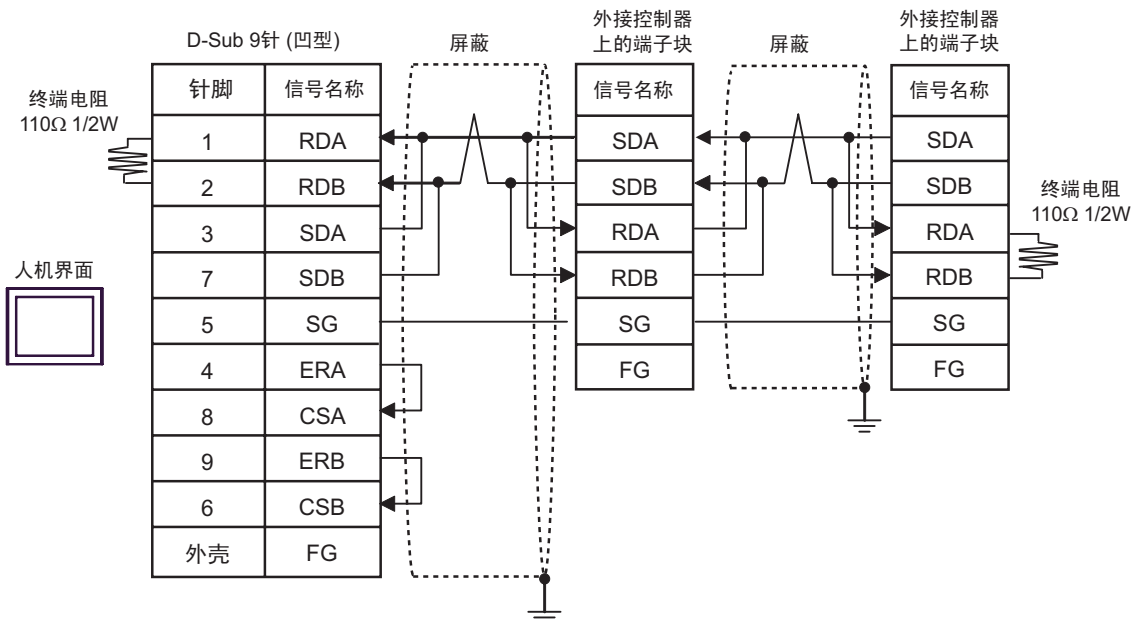 外接控制器
上的端子块
外接控制器
上的端子块
D-Sub 9针 (凹型)
屏蔽
屏蔽
终端电阻
110Ω 1/2W
针脚 信号名称
1 RDA
2 RDB
3 SDA
7 SDB
5 SG
4 ERA
8 CSA
9 ERB
6 CSB
外壳 FG
人机界面
信号名称
SDA
SDB
RDA
RDB
SG
FG
信号名称
SDA
SDB
RDA
RDB
SG
FG
终端电阻
110Ω 1/2W